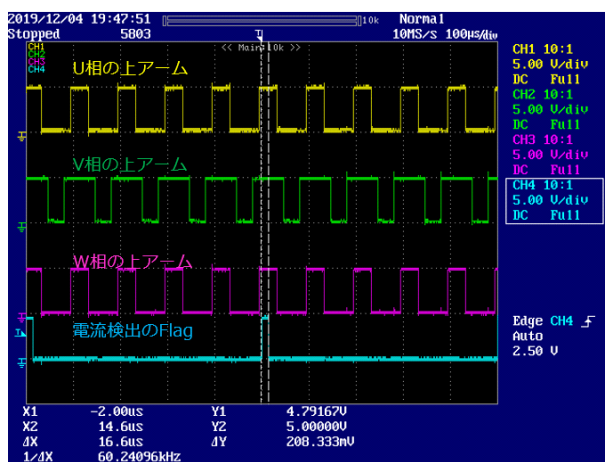 2019/12/04 19:47:51 10k Normal
Stopped 5803 10MS/s 100μs/div
<< Main:10k >>
CH1
CH2
CH3
CH4
U相の上アーム
V相の上アーム
W相の上アーム
電流検出のFlag
CH1 10:1
5.00 V/div
DC Full
CH2 10:1
5.00 V/div
DC Full
CH3 10:1
5.00 V/div
DC Full
CH4 10:1
5.00 V/div
DC Full
Edge CH4
Auto
2.50 V
X1 -2.00us Y1 4.79167V
X2 14.6us Y2 5.00000V
ΔX 16.6us ΔY 208.333mV
1/ΔX 60.24096kHz